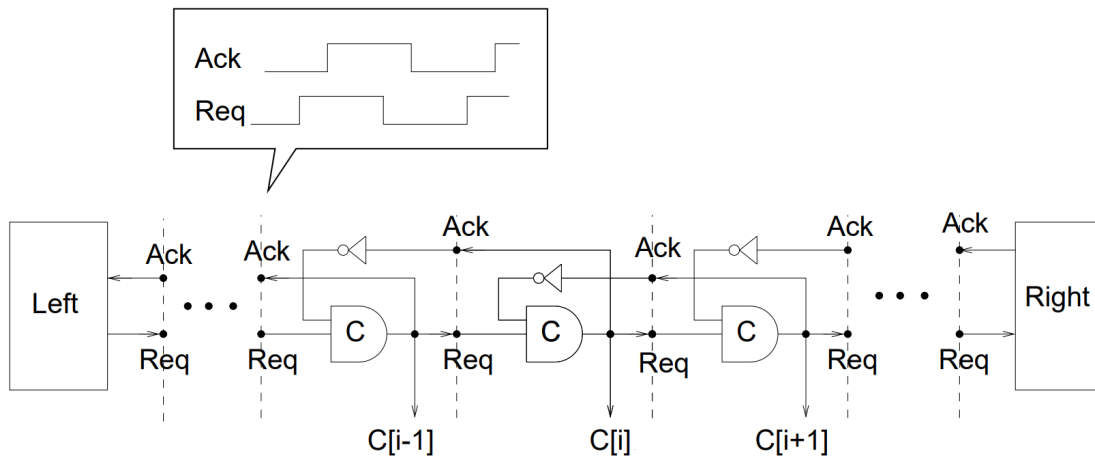 Ack
Req
Ack Ack Ack Ack Ack Ack
Left C C C Right
Req Req Req Req Req Req
C[i-1] C[i] C[i+1]